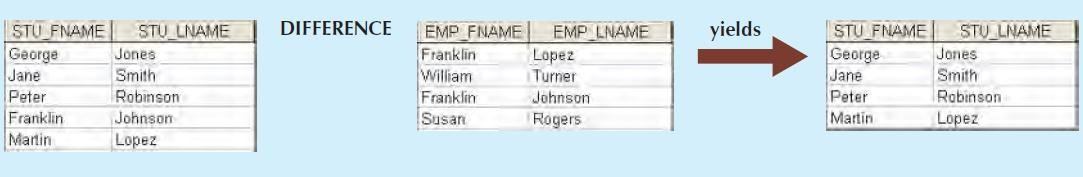 STU_FNAME STU_LNAME
George Jones
Jane Smith
Peter Robinson
Franklin Johnson
Martin Lopez
DIFFERENCE
EMP_FNAME EMP_LNAME
Franklin Lopez
William Turner
Franklin Johnson
Susan Rogers
yields
STU_FNAME STU_LNAME
George Jones
Jane Smith
Peter Robinson
Martin Lopez